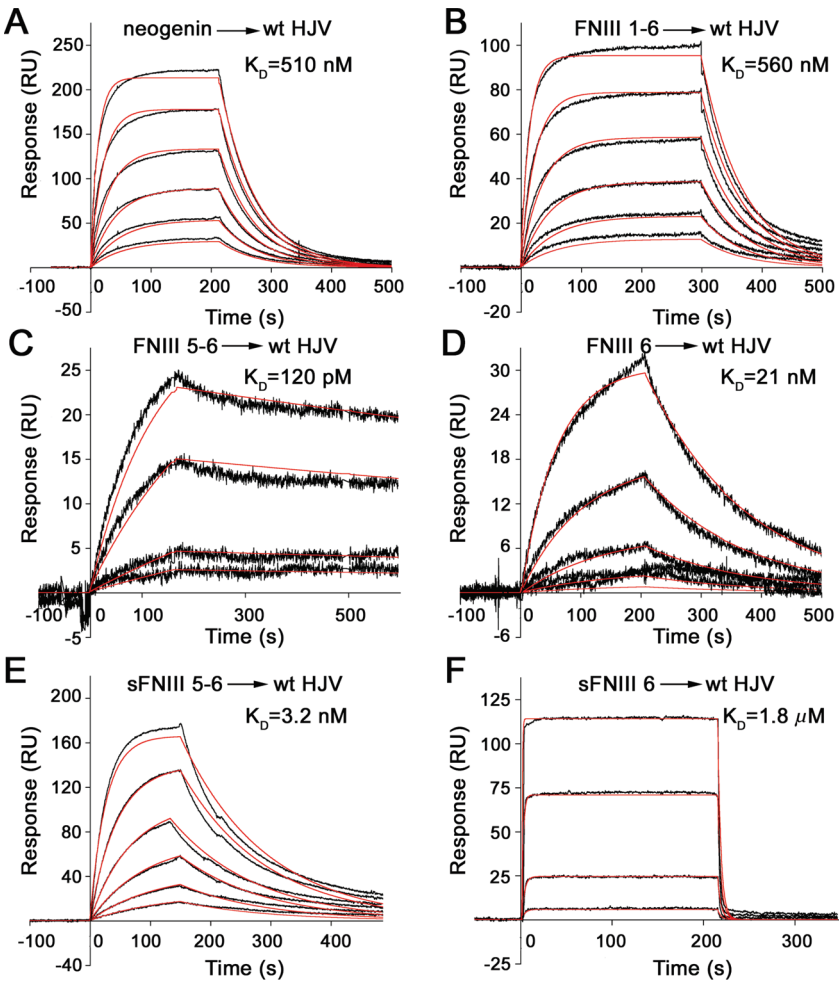 A
neogenin → wt HJV
K_D=510 nM
Response (RU)
250
200
150
100
50
-50
-100
0
100
200
300
400
500
Time (s)
B
FNIII 1-6 → wt HJV
K_D=560 nM
Response (RU)
100
80
60
40
20
-20
-100
0
100
200
300
400
500
Time (s)
C
FNIII 5-6 → wt HJV
K_D=120 pM
Response (RU)
25
20
15
10
5
-5
-100
0
100
300
500
Time (s)
D
FNIII 6 → wt HJV
K_D=21 nM
Response (RU)
30
24
18
12
6
-6
-100
0
100
200
300
400
500
Time (s)
E
sFNIII 5-6 → wt HJV
K_D=3.2 nM
Response (RU)
200
160
120
80
40
-40
-100
0
100
200
300
400
Time (s)
F
sFNIII 6 → wt HJV
K_D=1.8 μM
Response (RU)
125
100
75
50
25
-25
0
100
200
300
Time (s)